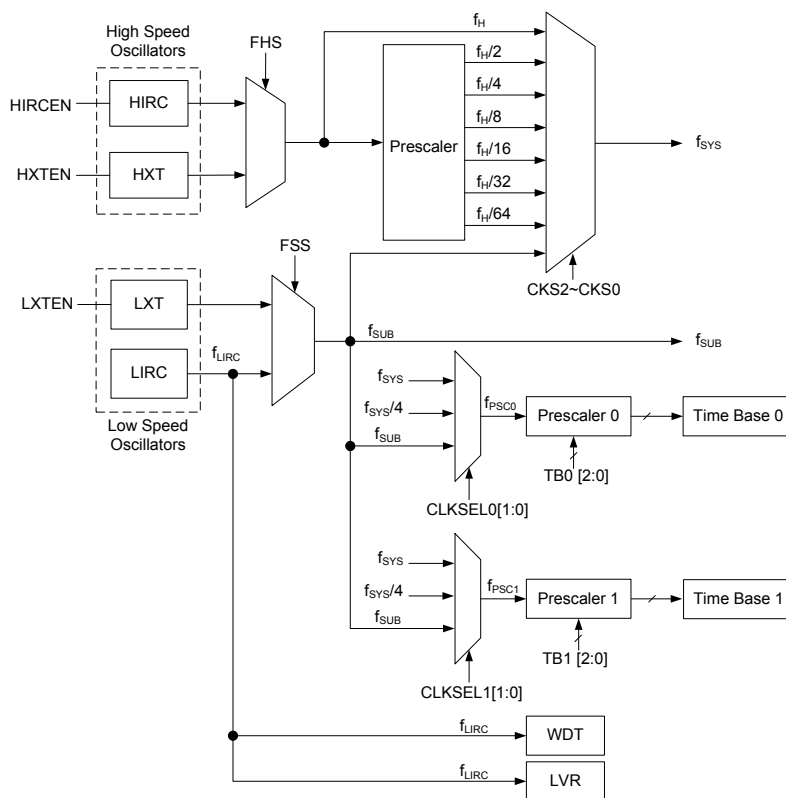 High Speed
Oscillators
FHS
fH
HIRCEN
HIRC
HXTEN
HXT
Prescaler
fH/2
fH/4
fH/8
fH/16
fH/32
fH/64
fSYS
CKS2~CKS0
FSS
LXTEN
LXT
LIRC
fLIRC
Low Speed
Oscillators
fSUB
fSUB
fSYS
fSYS/4
fSUB
fPSC0
Prescaler 0
Time Base 0
TB0 [2:0]
CLKSEL0[1:0]
fSYS
fSYS/4
fSUB
fPSC1
Prescaler 1
Time Base 1
TB1 [2:0]
CLKSEL1[1:0]
fLIRC
WDT
fLIRC
LVR